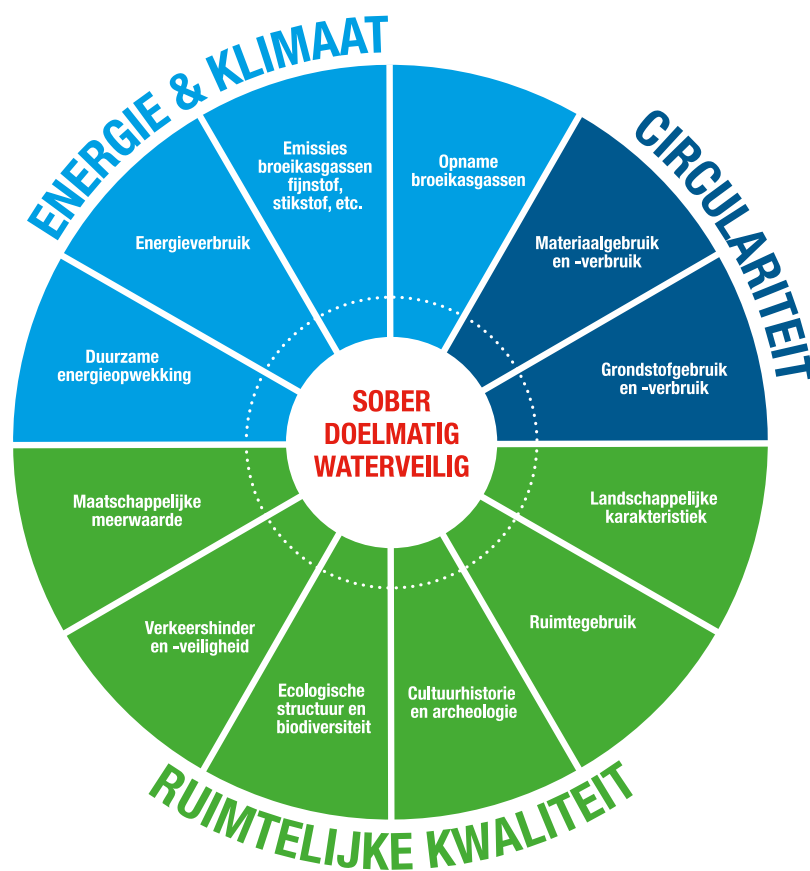 ENERGIE & KLIMAAT
CIRCULARITEIT
Emissies
broeikasgassen
fijnstof,
stikstof, etc.
Opname
broeikasgassen
Energieverbruik
Materiaalgebruik
en -verbruik
Duurzame
energieopwekking
Grondstofgebruik
en -verbruik
SOBER
DOELMATIG
WATERVEILIG
Maatschappelijke
meerwaarde
Landschappelijke
karakteristiek
Verkeershinder
en -veiligheid
Ruimtegebruik
Ecologische
structuur en
biodiversiteit
Cultuurhistorie
en archeologie
RUIMTELIJKE KWALITEIT